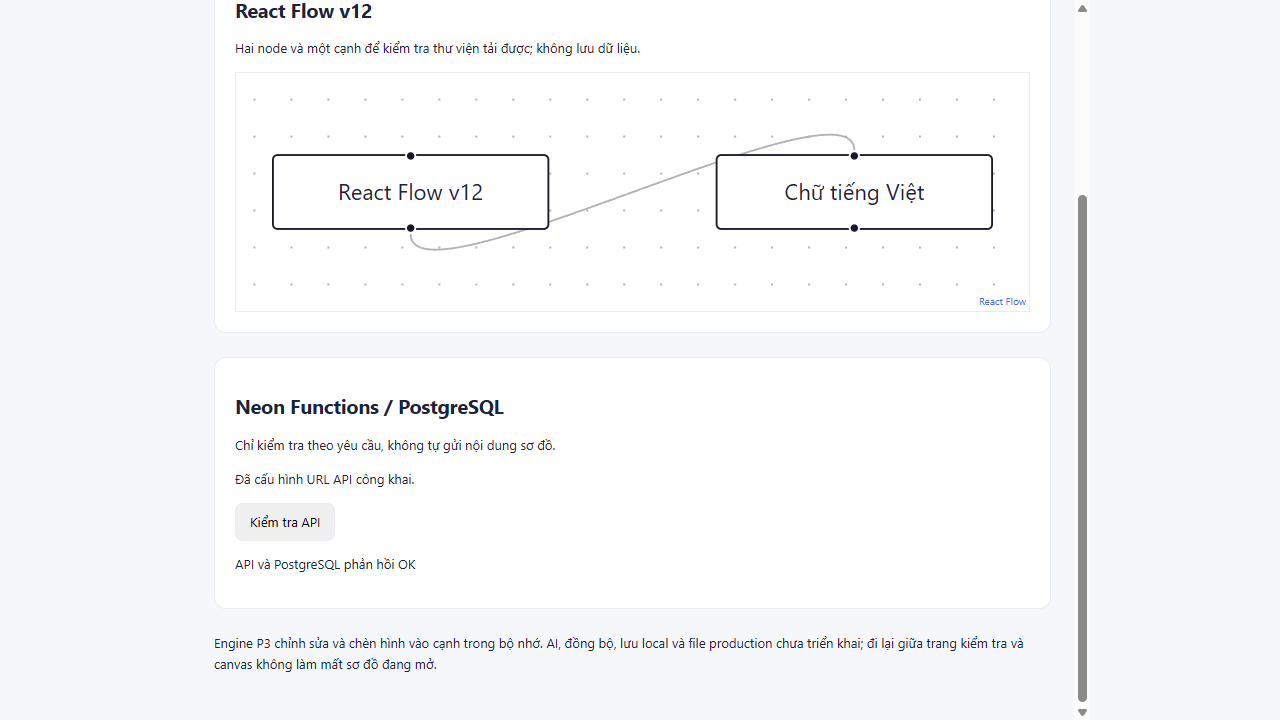 React Flow v12
Hai node và một cạnh để kiểm tra thư viện tải được; không lưu dữ liệu.
React Flow v12
Chữ tiếng Việt
React Flow
Neon Functions / PostgreSQL
Chỉ kiểm tra theo yêu cầu, không tự gửi nội dung sơ đồ.
Đã cấu hình URL API công khai.
Kiểm tra API
API và PostgreSQL phản hồi OK
Engine P3 chỉnh sửa và chèn hình vào cạnh trong bộ nhớ. AI, đồng bộ, lưu local và file production chưa triển khai; đi lại giữa trang kiểm tra và
canvas không làm mất sơ đồ đang mở.